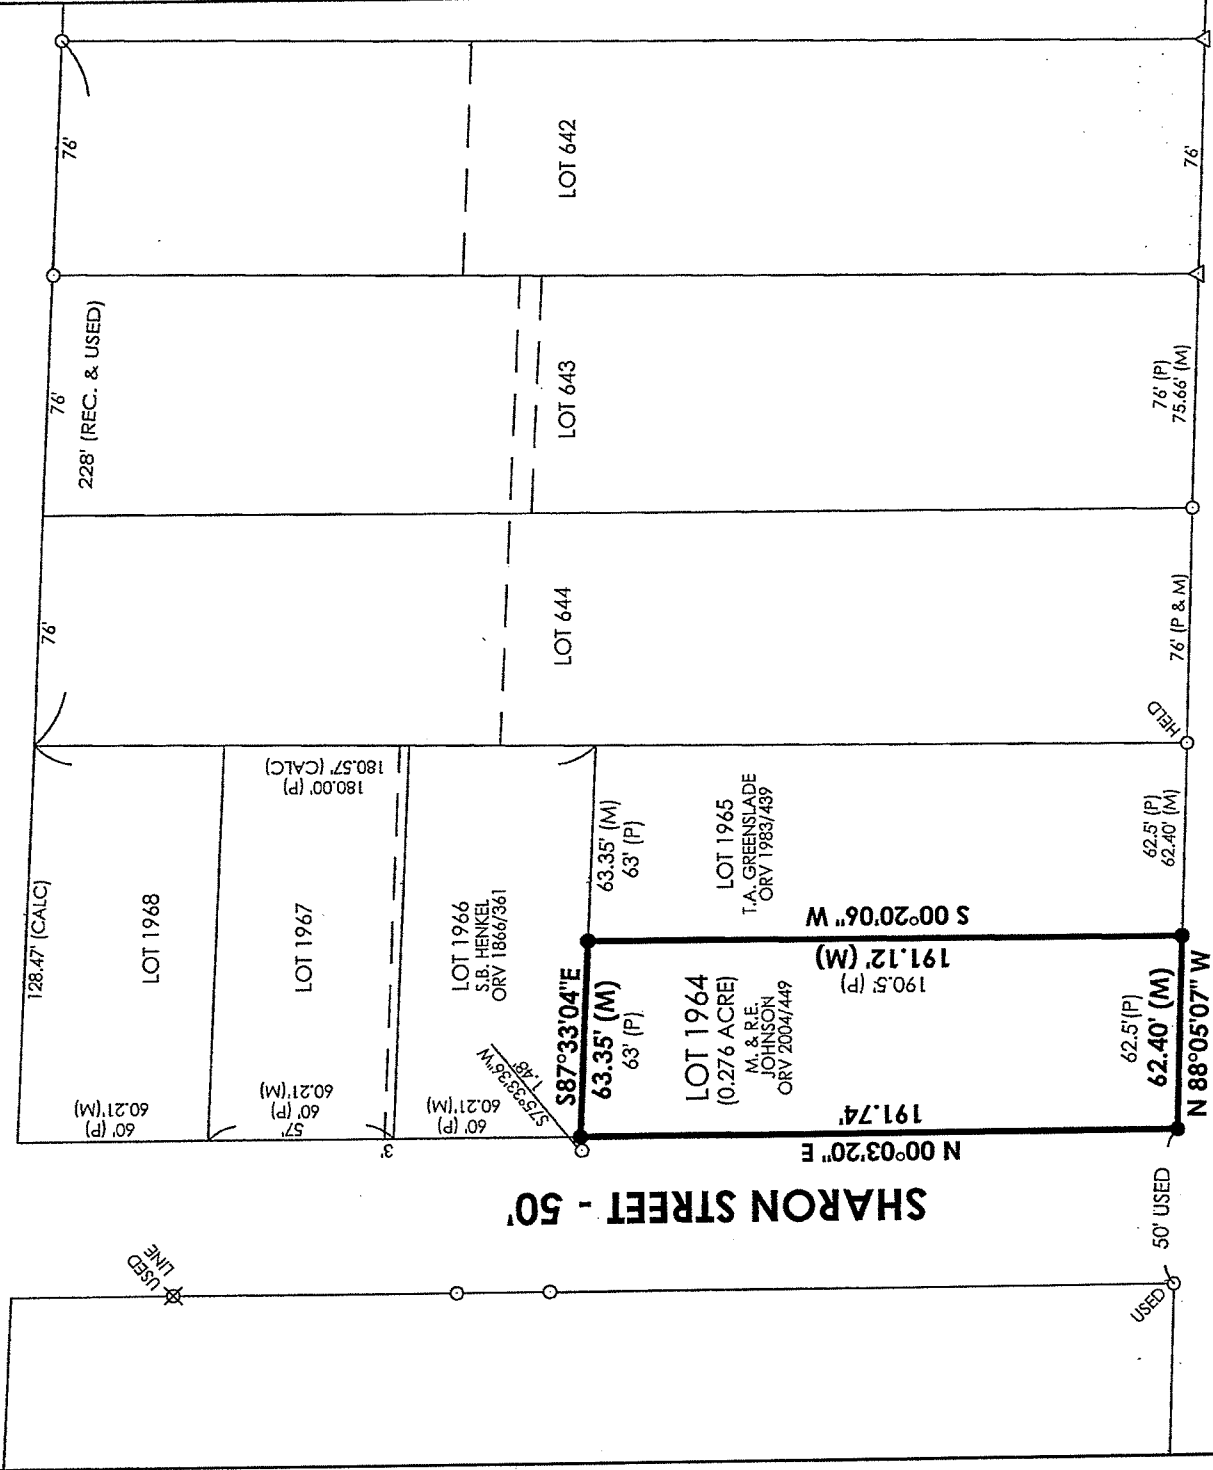 76'
LOT 642
76'
76'
228' (REC. & USED)
LOT 643
76' (P)
75.66' (M)
76'
LOT 644
76' (P & M)
HELD
128.47' (CALC)
LOT 1968
60' (P)
60.21'(M)
LOT 1967
180.00' (P)
180.57' (CALC)
57'
60' (P)
60.21'(M)
3'
LOT 1966
S.B. HENKEL
ORV 1866/361
60' (P)
60.21'(M)
S75°33'36"W
1.48'
63.35' (M)
63' (P)
LOT 1965
T.A. GREENSLADE
ORV 1983/439
62.5' (P)
62.40' (M)
S87°33'04"E
63.35' (M)
63' (P)
S 00°20'06" W
191.12' (M)
190.5' (P)
LOT 1964
(0.276 ACRE)
M. & R.E.
JOHNSON
ORV 2004/449
191.74'
N 00°03'20" E
62.5'(P)
62.40' (M)
N 88°05'07" W
SHARON STREET - 50'
50' USED
USED
LINE
USED